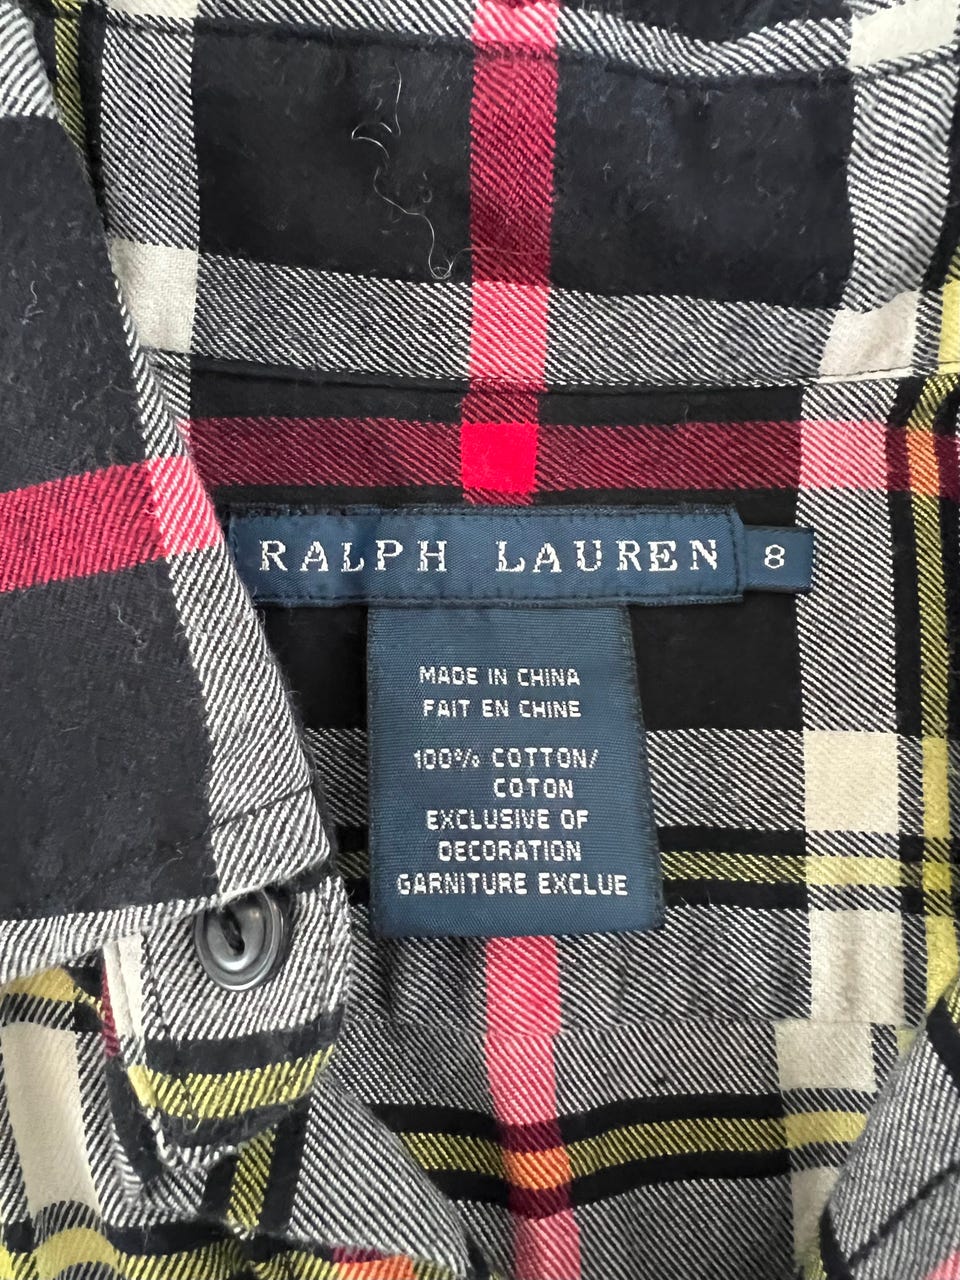 RALPH LAUREN 8
MADE IN CHINA
FAIT EN CHINE
100% COTTON/
COTON
EXCLUSIVE OF
DECORATION
GARNITURE EXCLUE